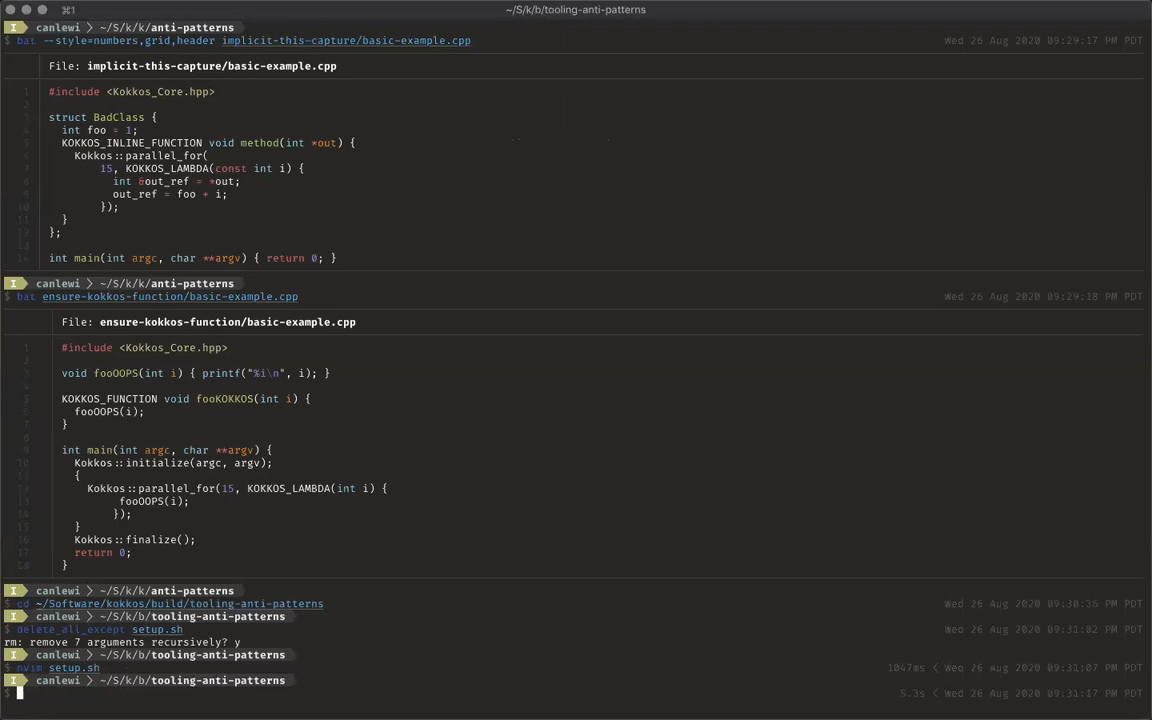 ⌘1
~/S/k/b/tooling-anti-patterns
I canlewi ~/S/k/k/anti-patterns
$ bat --style=numbers,grid,header implicit-this-capture/basic-example.cpp Wed 26 Aug 2020 09:29:17 PM PDT
File: implicit-this-capture/basic-example.cpp
1 #include <Kokkos_Core.hpp>
2
3 struct BadClass {
4 int foo = 1;
5 KOKKOS_INLINE_FUNCTION void method(int *out) {
6 Kokkos::parallel_for(
7 15, KOKKOS_LAMBDA(const int i) {
8 int &out_ref = *out;
9 out_ref = foo + i;
10 });
11 }
12 };
13
14 int main(int argc, char **argv) { return 0; }
I canlewi ~/S/k/k/anti-patterns
$ bat ensure-kokkos-function/basic-example.cpp Wed 26 Aug 2020 09:29:18 PM PDT
File: ensure-kokkos-function/basic-example.cpp
1 #include <Kokkos_Core.hpp>
2
3 void fooOOPS(int i) { printf("%i\n", i); }
4
5 KOKKOS_FUNCTION void fooKOKKOS(int i) {
6 fooOOPS(i);
7 }
8
9 int main(int argc, char **argv) {
10 Kokkos::initialize(argc, argv);
11 {
12 Kokkos::parallel_for(15, KOKKOS_LAMBDA(int i) {
13 fooOOPS(i);
14 });
15 }
16 Kokkos::finalize();
17 return 0;
18 }
I canlewi ~/S/k/k/anti-patterns
$ cd ~/Software/kokkos/build/tooling-anti-patterns Wed 26 Aug 2020 09:30:36 PM PDT
I canlewi ~/S/k/b/tooling-anti-patterns
$ delete_all_except setup.sh Wed 26 Aug 2020 09:31:02 PM PDT
rm: remove 7 arguments recursively? y
I canlewi ~/S/k/b/tooling-anti-patterns
$ nvim setup.sh 1047ms < Wed 26 Aug 2020 09:31:07 PM PDT
I canlewi ~/S/k/b/tooling-anti-patterns
$ 5.3s < Wed 26 Aug 2020 09:31:17 PM PDT